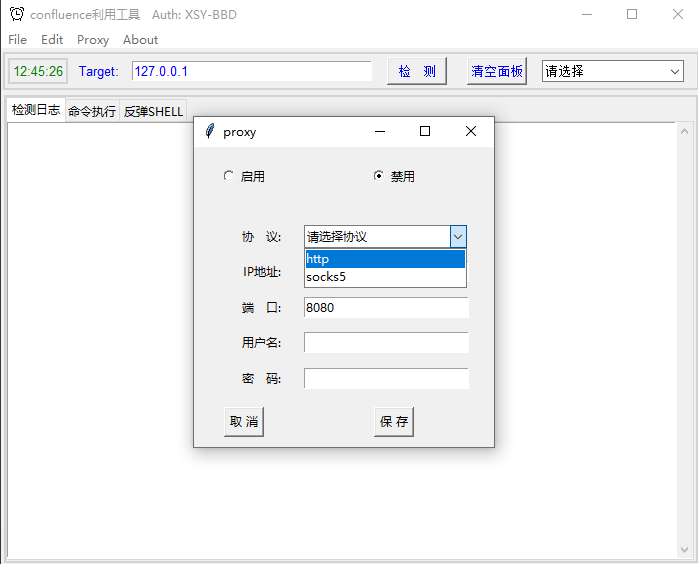 confluence利用工具 Auth: XSY-BBD
File Edit Proxy About
12:45:26 Target: 127.0.0.1 检 测 清空面板 请选择
检测日志 命令执行 反弹SHELL
proxy
启用 禁用
协 议: 请选择协议
http
IP地址:
socks5
端 口: 8080
用户名:
密 码:
取 消 保 存